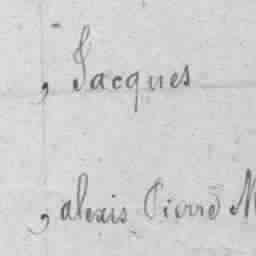 , Jacques
, alexis Pierre M